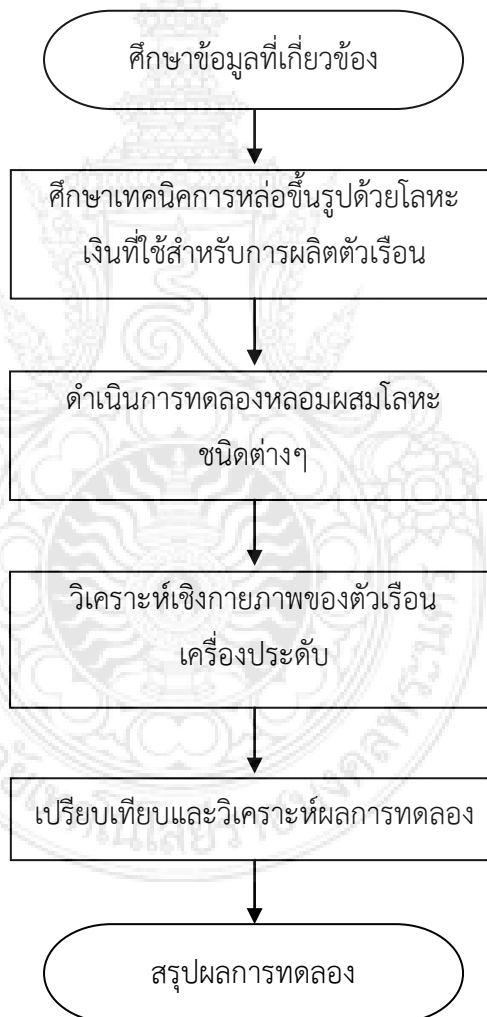 ศึกษาข้อมูลที่เกี่ยวข้อง
ศึกษาเทคนิคการหล่อขึ้นรูปด้วยโลหะ
เงินที่ใช้สำหรับการผลิตตัวเรือน
ดำเนินการทดลองหลอมผสมโลหะ
ชนิดต่างๆ
วิเคราะห์เชิงกายภาพของตัวเรือน
เครื่องประดับ
เปรียบเทียบและวิเคราะห์ผลการทดลอง
สรุปผลการทดลอง